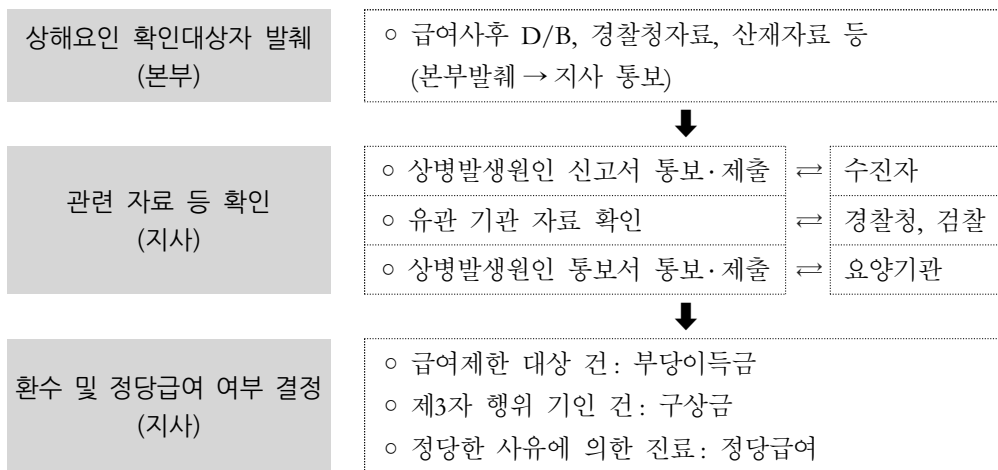 상해요인 확인대상자 발췌
(본부)
○ 급여사후 D/B, 경찰청자료, 산재자료 등
(본부발췌 → 지사 통보)
관련 자료 등 확인
(지사)
○ 상병발생원인 신고서 통보·제출 ⇄ 수진자
○ 유관 기관 자료 확인 ⇄ 경찰청, 검찰
○ 상병발생원인 통보서 통보·제출 ⇄ 요양기관
환수 및 정당급여 여부 결정
(지사)
○ 급여제한 대상 건: 부당이득금
○ 제3자 행위 기인 건: 구상금
○ 정당한 사유에 의한 진료: 정당급여